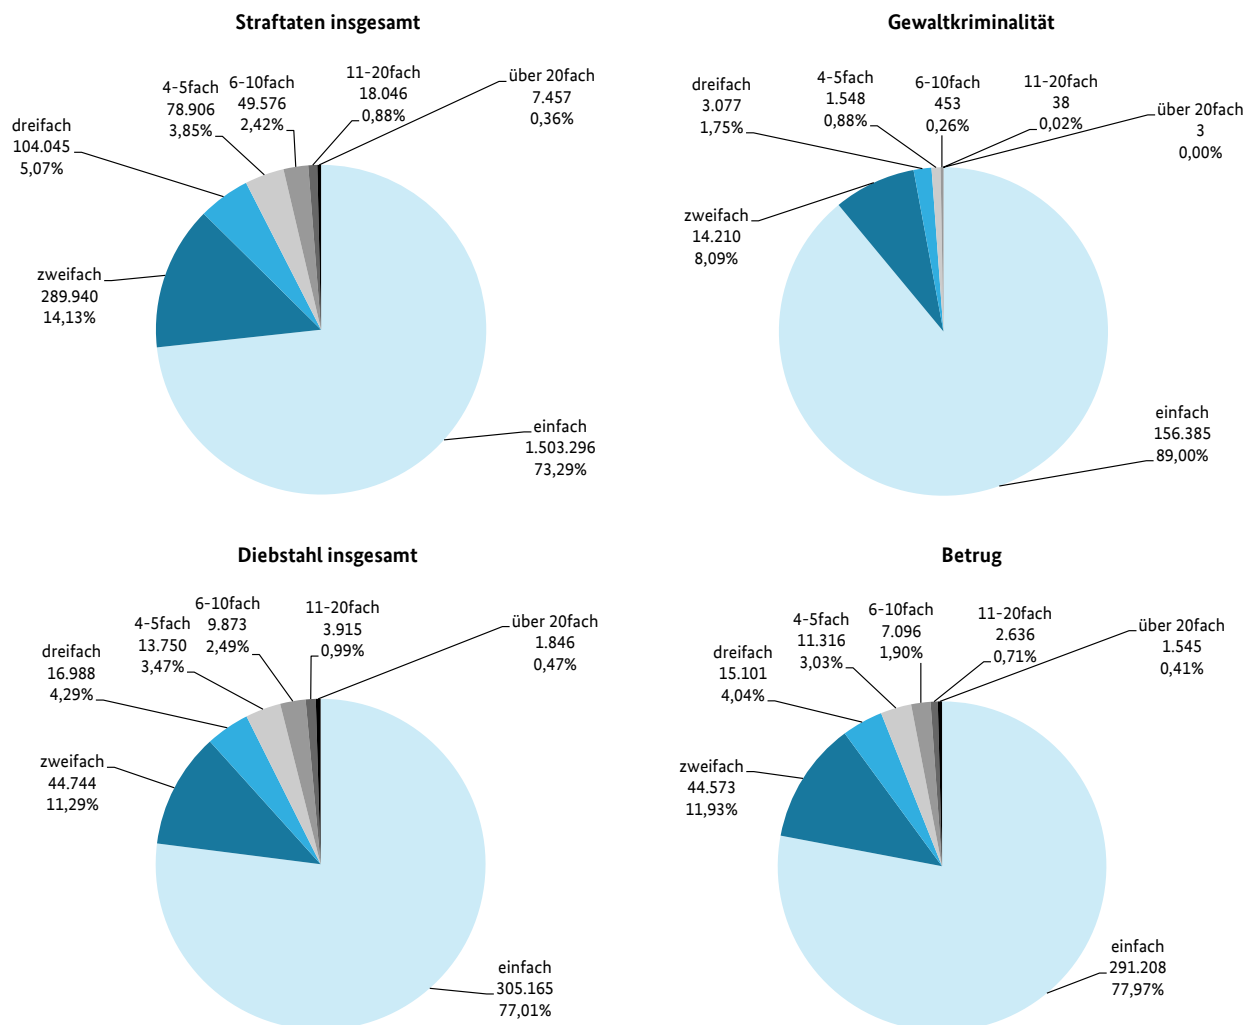 Straftaten insgesamt
einfach
1.503.296
73,29%
zweifach
289.940
14,13%
dreifach
104.045
5,07%
4-5fach
78.906
3,85%
6-10fach
49.576
2,42%
11-20fach
18.046
0,88%
über 20fach
7.457
0,36%
Gewaltkriminalität
einfach
156.385
89,00%
zweifach
14.210
8,09%
dreifach
3.077
1,75%
4-5fach
1.548
0,88%
6-10fach
453
0,26%
11-20fach
38
0,02%
über 20fach
3
0,00%
Diebstahl insgesamt
einfach
305.165
77,01%
zweifach
44.744
11,29%
dreifach
16.988
4,29%
4-5fach
13.750
3,47%
6-10fach
9.873
2,49%
11-20fach
3.915
0,99%
über 20fach
1.846
0,47%
Betrug
einfach
291.208
77,97%
zweifach
44.573
11,93%
dreifach
15.101
4,04%
4-5fach
11.316
3,03%
6-10fach
7.096
1,90%
11-20fach
2.636
0,71%
über 20fach
1.545
0,41%